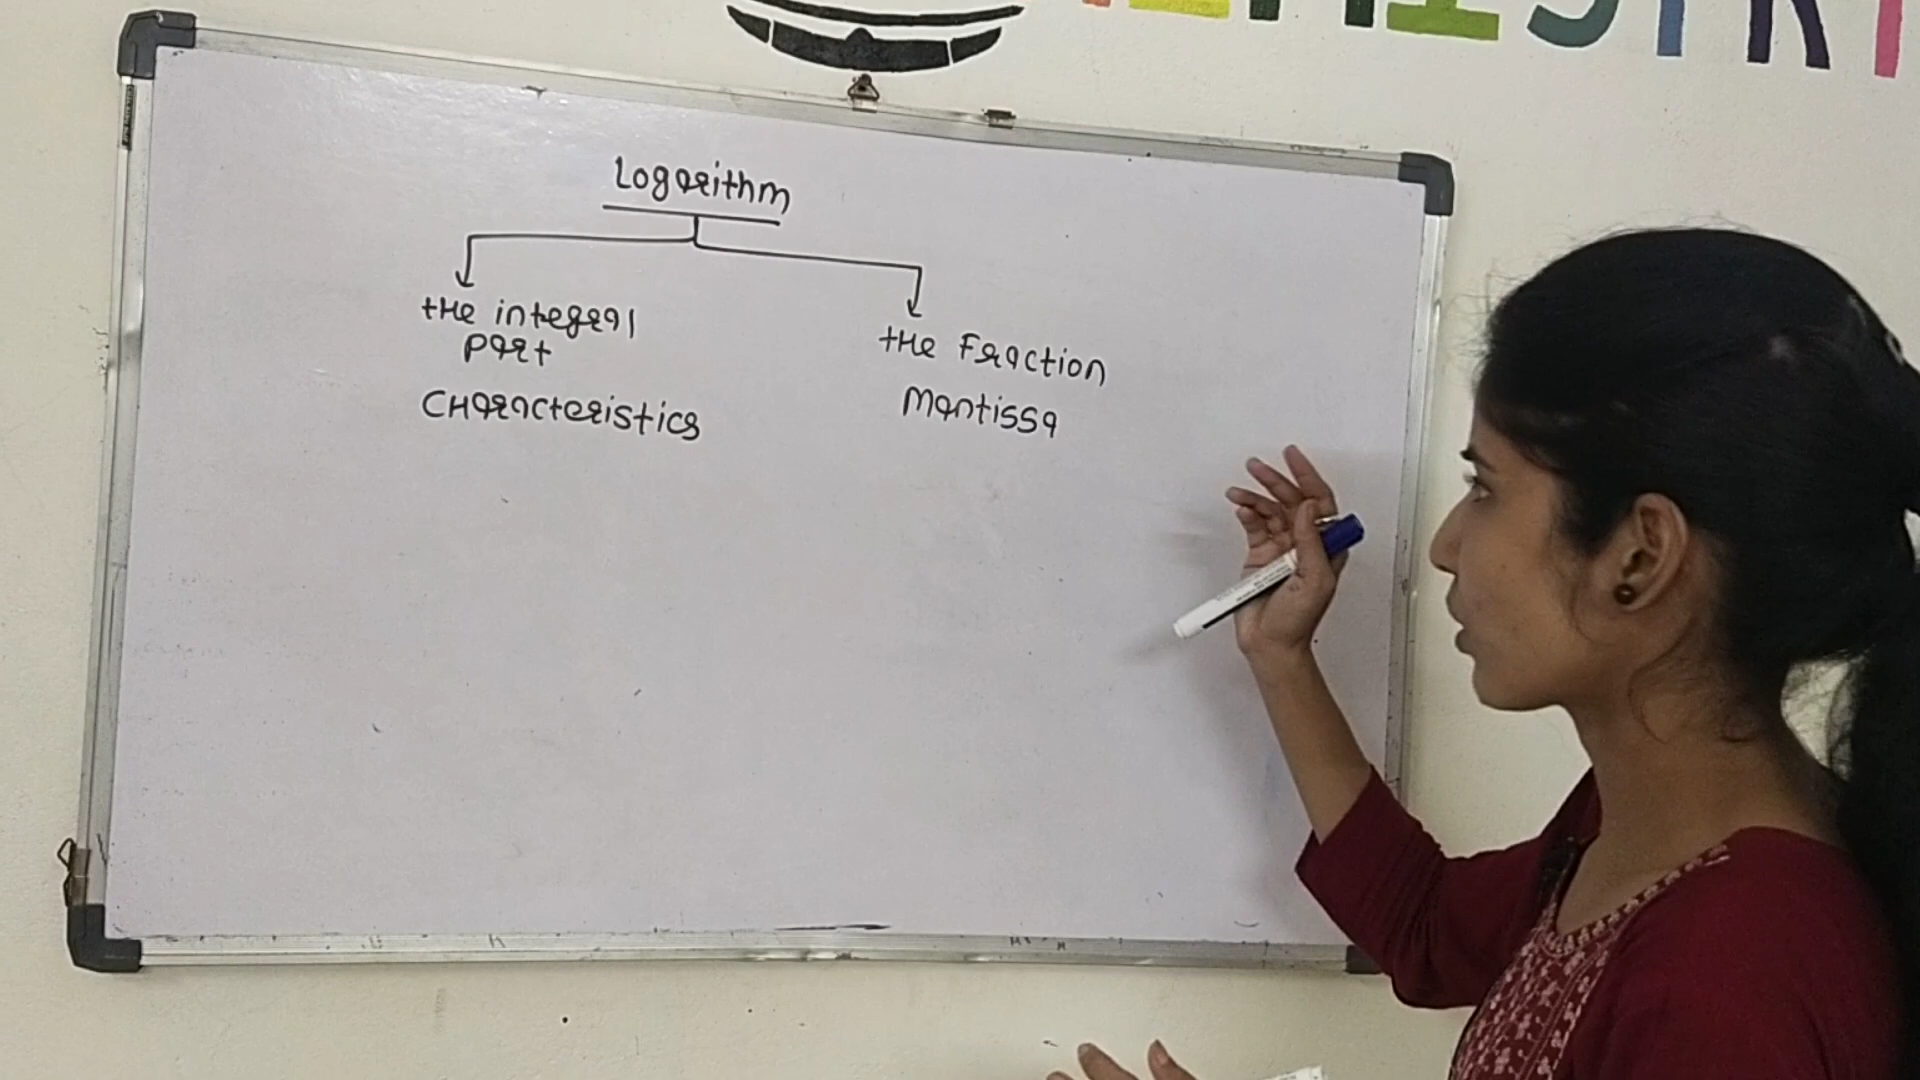 Logarithm
the integral
part
Characteristics
the Fraction
Mantissa